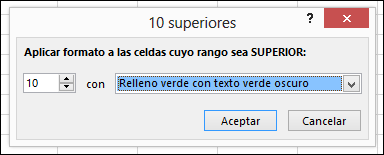 10 superiores
?
Aplicar formato a las celdas cuyo rango sea SUPERIOR:
10 con Relleno verde con texto verde oscuro
Aceptar Cancelar